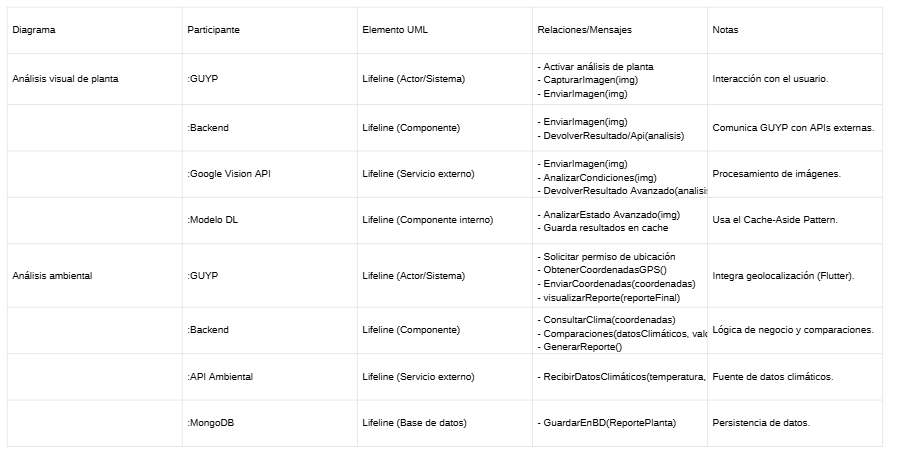 Diagrama
Participante
Elemento UML
Relaciones/Mensajes
Notas
Análisis visual de planta
:GUYP
Lifeline (Actor/Sistema)
- Activar análisis de planta
- CapturarImagen(img)
- EnviarImagen(img)
Interacción con el usuario.
:Backend
Lifeline (Componente)
- EnviarImagen(img)
- DevolverResultado/Api(analisis)
Comunica GUYP con APIs externas.
:Google Vision API
Lifeline (Servicio externo)
- EnviarImagen(img)
- AnalizarCondiciones(img)
- DevolverResultado Avanzado(analisis
Procesamiento de imágenes.
:Modelo DL
Lifeline (Componente interno)
- AnalizarEstado Avanzado(img)
- Guarda resultados en cache
Usa el Cache-Aside Pattern.
Análisis ambiental
:GUYP
Lifeline (Actor/Sistema)
- Solicitar permiso de ubicación
- ObtenerCoordenadasGPS()
- EnviarCoordenadas(coordenadas)
- visualizarReporte(reporteFinal)
Integra geolocalización (Flutter).
:Backend
Lifeline (Componente)
- ConsultarClima(coordenadas)
- Comparaciones(datosClimáticos,
- GenerarReporte()
Lógica de negocio y comparaciones.
:API Ambiental
Lifeline (Servicio externo)
- RecibirDatosClimáticos(temperatura,
Fuente de datos climáticos.
:MongoDB
Lifeline (Base de datos)
- GuardarEnBD(ReportePlanta)
Persistencia de datos.